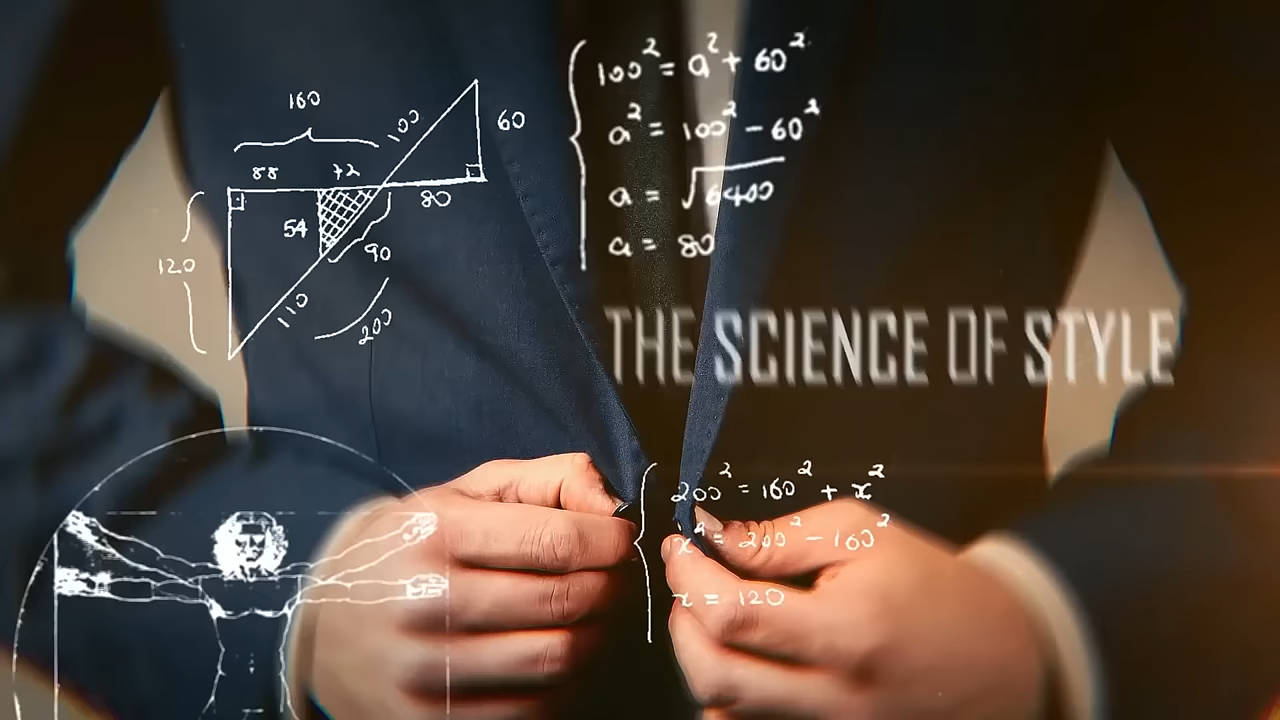 160
100
60
88
72
80
54
90
120
110
200
100² = a² + 60²
a² = 100² - 60²
a = √6400
a = 80
THE SCIENCE OF STYLE
200² = 160² + x²
x² = 200² - 160²
x = 120